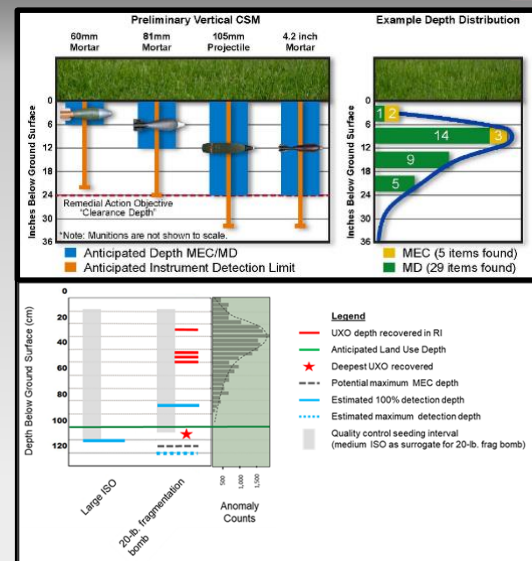 Preliminary Vertical CSM
Example Depth Distribution
60mm
Mortar
81mm
Mortar
105mm
Projectile
4.2 inch
Mortar
Inches Below Ground Surface
0
6
12
18
24
30
36
Remedial Action Objective
"Clearance Depth"
*Note: Munitions are not shown to scale.
Anticipated Depth MEC/MD
Anticipated Instrument Detection Limit
Inches Below Ground Surface
0
6
12
18
24
30
36
1 2
14 3
9
5
MEC (5 items found)
MD (29 items found)
Depth Below Ground Surface (cm)
0
20
40
60
80
100
120
Large ISO
20-lb. fragmentation
bomb
500 1,000 1,500
Anomaly
Counts
Legend
UXO depth recovered in RI
Anticipated Land Use Depth
Deepest UXO recovered
Potential maximum MEC depth
Estimated 100% detection depth
Estimated maximum detection depth
Quality control seeding interval
(medium ISO as surrogate for 20-lb. frag bomb)